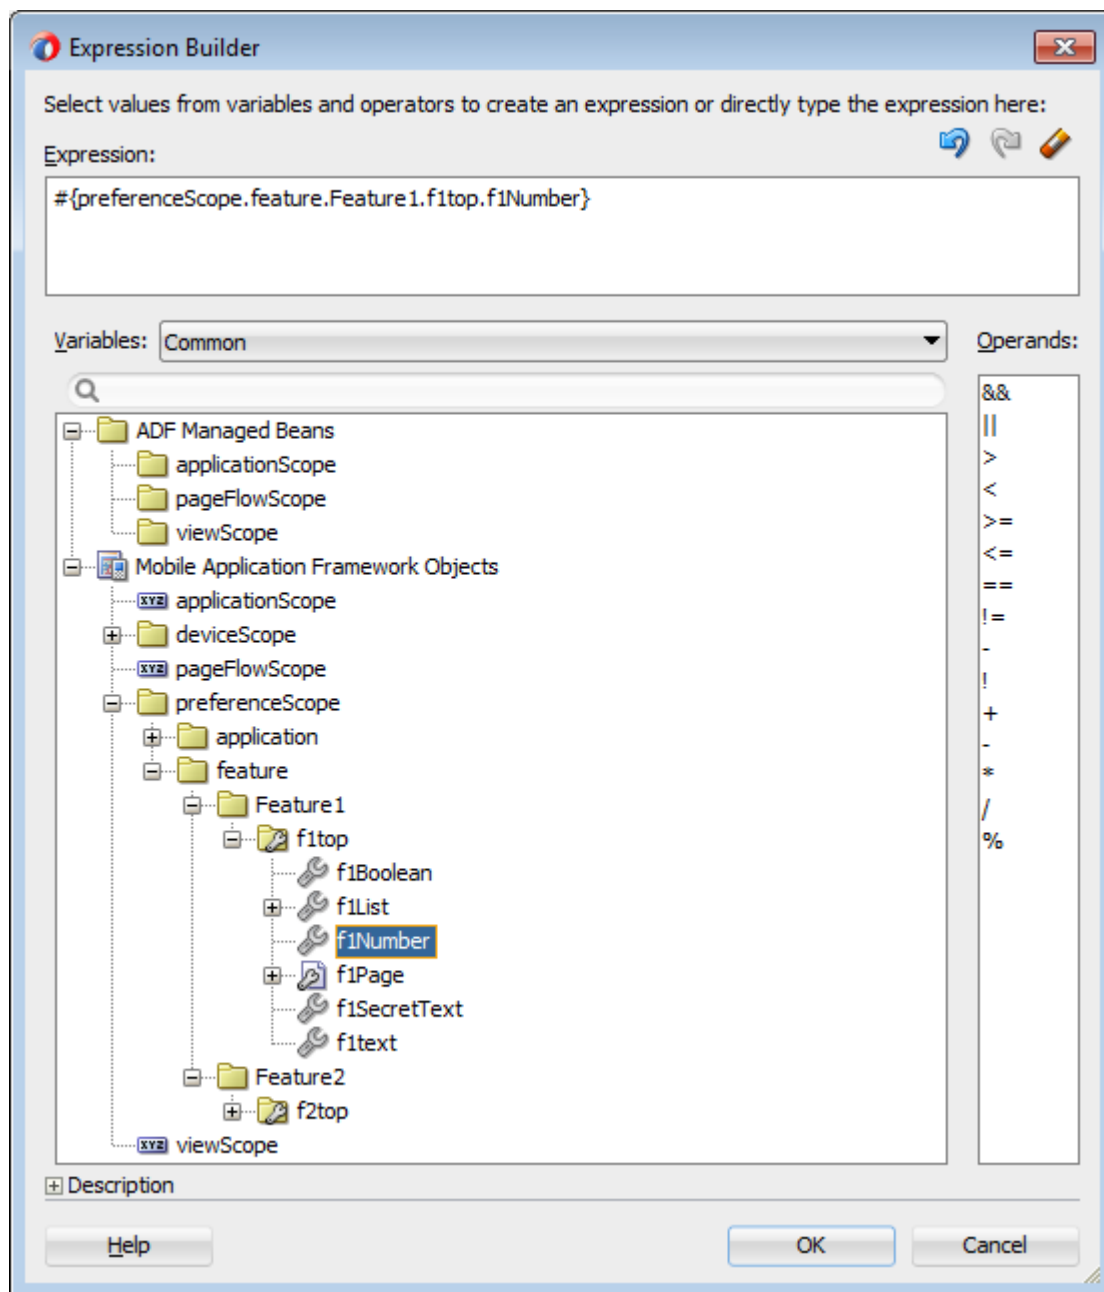 Expression Builder
Select values from variables and operators to create an expression or directly type the expression here:
Expression:
#{preferenceScope.feature.Feature1.f1top.f1Number}
Variables: Common
Operands:
ADF Managed Beans
applicationScope
pageFlowScope
viewScope
Mobile Application Framework Objects
applicationScope
deviceScope
pageFlowScope
preferenceScope
application
feature
Feature1
f1top
f1Boolean
f1List
f1Number
f1Page
f1SecretText
f1text
Feature2
f2top
viewScope
&&
||
>
<
>=
<=
==
!=
-
!
+
-
*
/
%
Description
Help
OK
Cancel